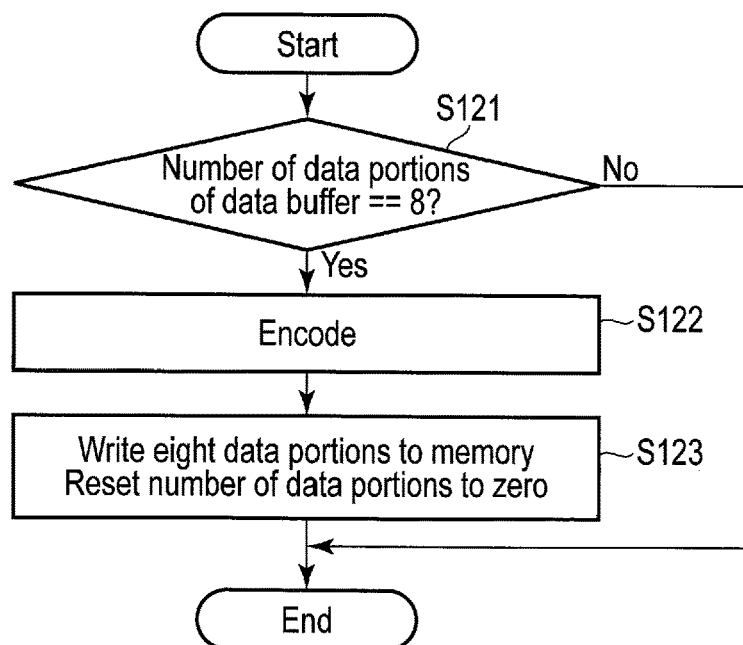 Start
S121
Number of data portions
of data buffer == 8?
No
Yes
Encode
S122
Write eight data portions to memory
Reset number of data portions to zero
S123
End